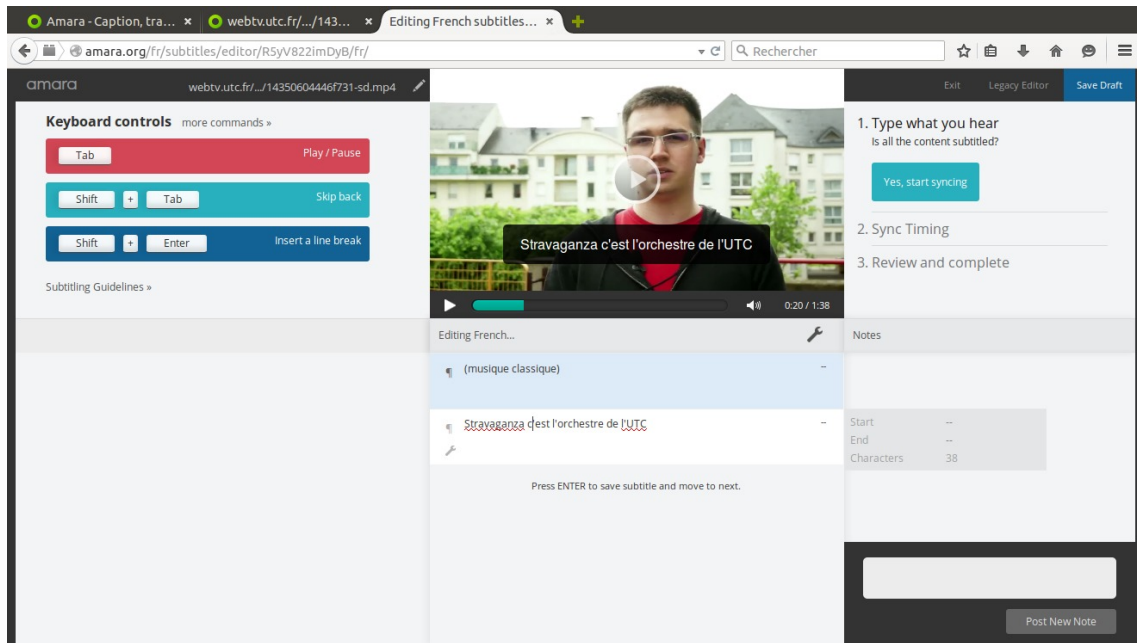 Amara - Caption, tra...
webtv.utc.fr/.../143...
Editing French subtitles...
amara.org/fr/subtitles/editor/R5yV822imDyB/fr/
Rechercher
amara
webtv.utc.fr/.../14350604446f731-sd.mp4
Exit
Legacy Editor
Save Draft
Keyboard controls more commands »
Tab
Play / Pause
Shift + Tab
Skip back
Shift + Enter
Insert a line break
Subtitling Guidelines »
Stravaganza c'est l'orchestre de l'UTC
0:20 / 1:38
1. Type what you hear
Is all the content subtitled?
Yes, start syncing
2. Sync Timing
3. Review and complete
Editing French...
Notes
¶ (musique classique) --
¶ Stravaganza c'est l'orchestre de l'UTC --
Press ENTER to save subtitle and move to next.
Start --
End --
Characters 38
Post New Note